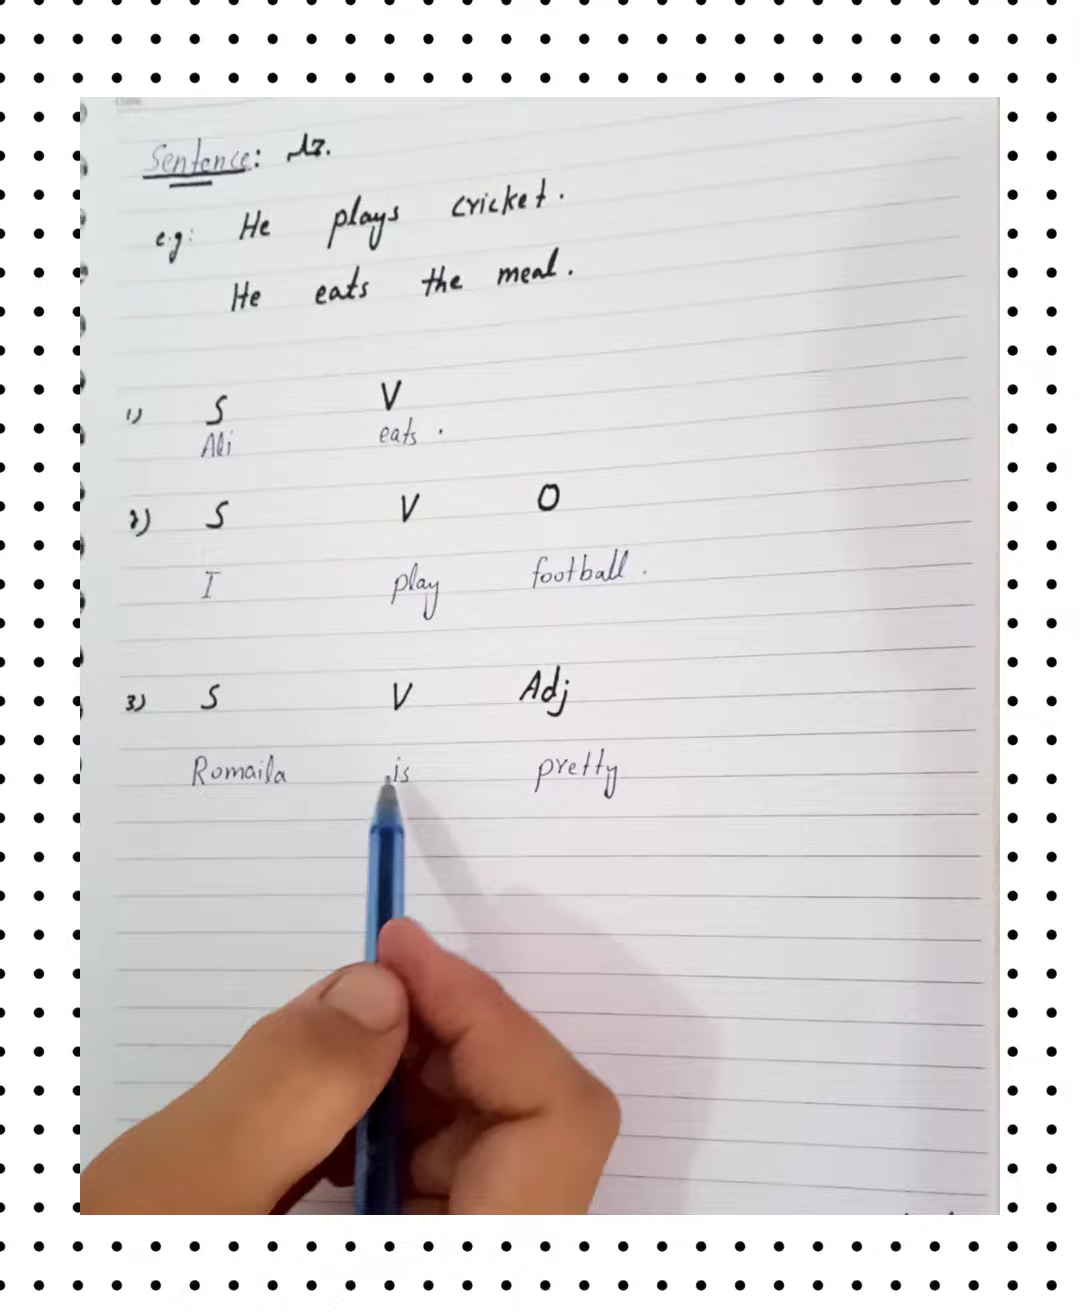 Sentence: جملہ.
e.g: He plays cricket.
He eats the meal.
1) S V
Ali eats.
2) S V O
I play football.
3) S V Adj
Romaila is pretty